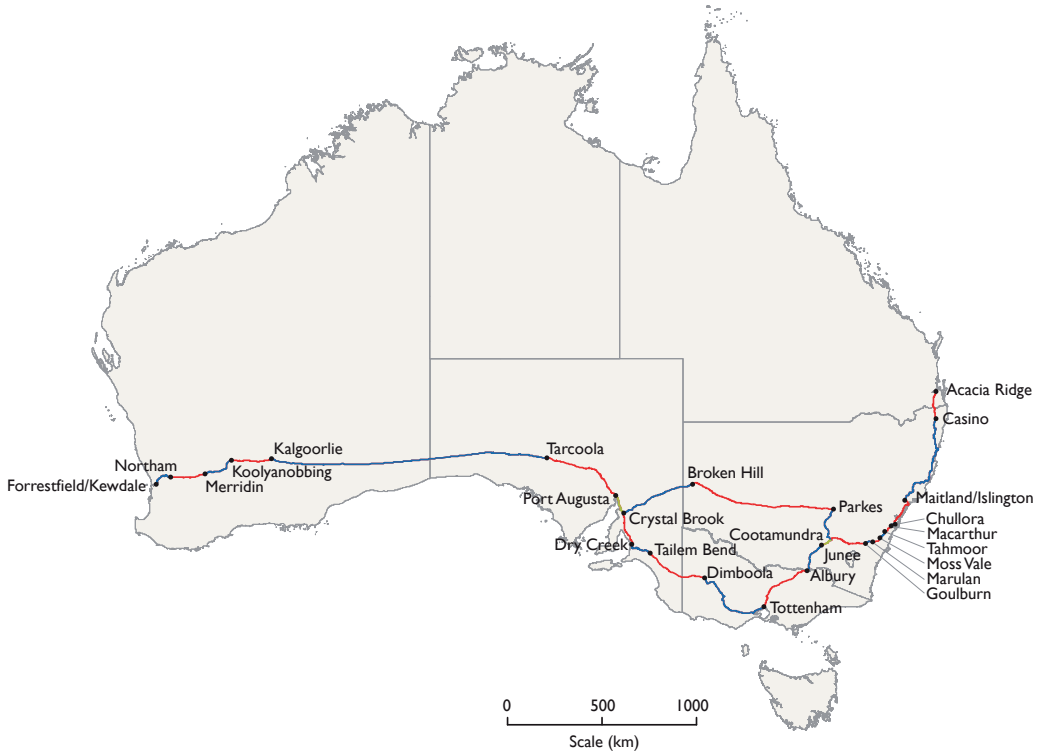 Acacia Ridge
Casino
Kalgoorlie
Tarcoola
Northam
Koolyanobbing
Broken Hill
Forrestfield/Kewdale
Merridin
Port Augusta
Maitland/Islington
Parkes
Crystal Brook
Chullora
Cootamundra
Macarthur
Dry Creek
Tailem Bend
Junee
Tahmoor
Moss Vale
Dimboola
Albury
Marulan
Goulburn
Tottenham
0 500 1000
Scale (km)